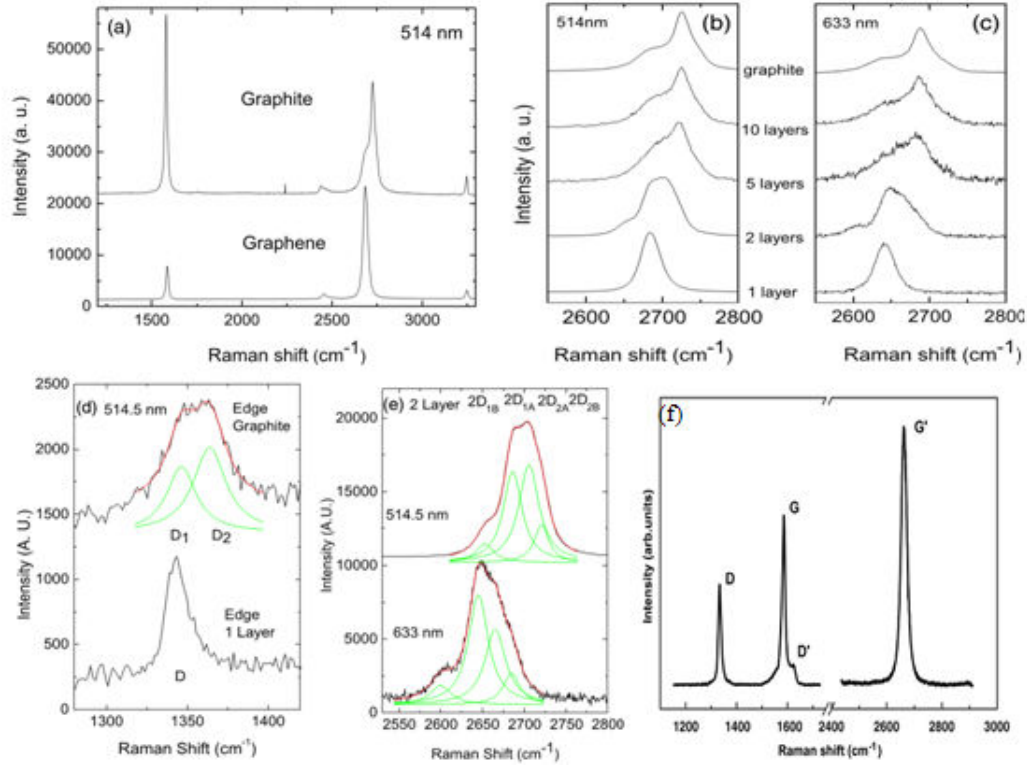 (a)
514 nm
Graphite
Graphene
Intensity (a. u.)
50000
40000
30000
20000
10000
0
1500 2000 2500 3000
Raman shift (cm-1)
(b)
514nm
Intensity (a. u.)
graphite
10 layers
5 layers
2 layers
1 layer
2600 2700 2800
Raman shift (cm-1)
(c)
633 nm
2600 2700 2800
Raman shift (cm-1)
(d)
514.5 nm
Edge
Graphite
D1 D2
Edge
1 Layer
D
Intensity (A. U.)
2500
2000
1500
1000
500
0
1280 1320 1360 1400
Raman Shift (cm-1)
(e) 2 Layer 2D1B 2D1A 2D2A 2D2B
514.5 nm
633 nm
Intensity (A.U.)
20000
15000
10000
5000
0
2550 2600 2650 2700 2750 2800
Raman Shift (cm-1)
(f)
G'
G
D
D'
Intensity (arb.units)
1200 1400 1600 2400 2600 2800 3000
Raman shift (cm-1)